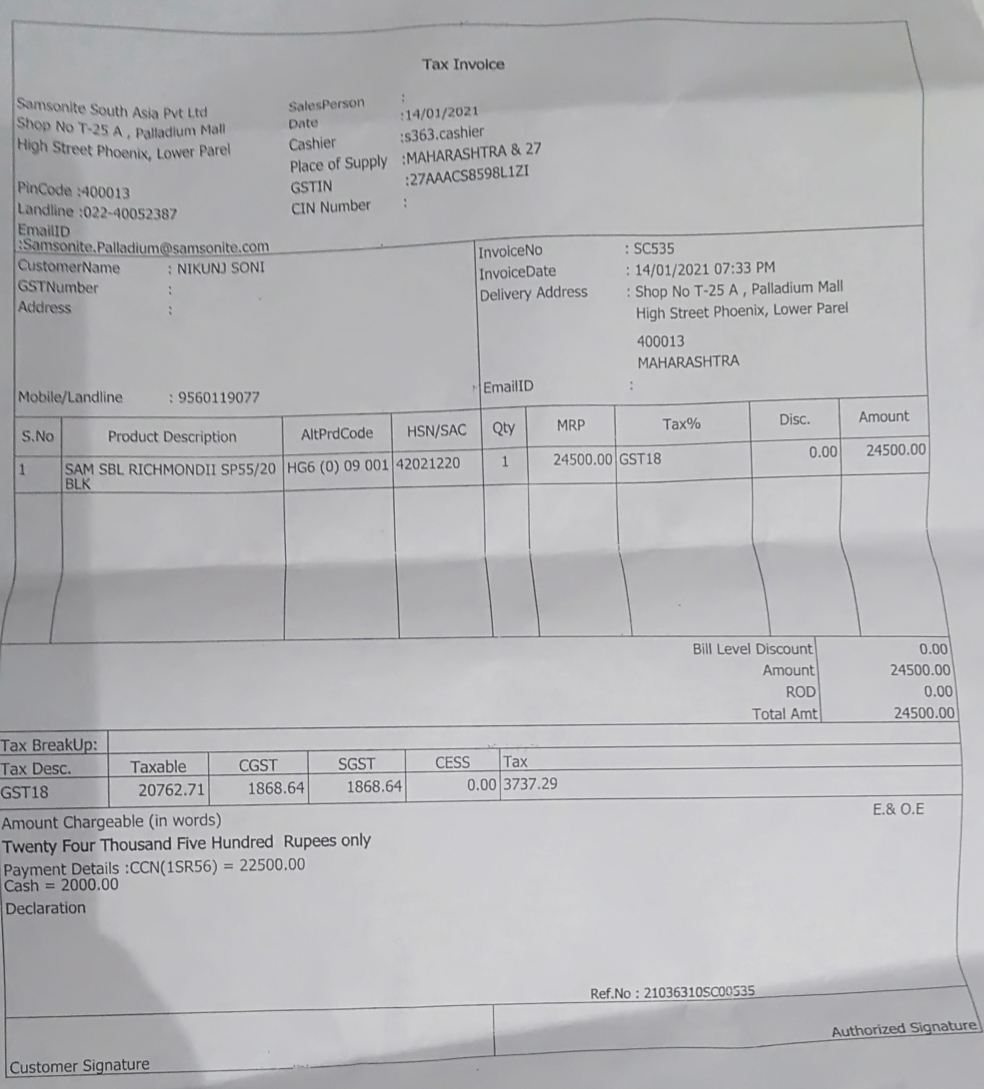 Tax Invoice
Samsonite South Asia Pvt Ltd
Shop No T-25 A , Palladium Mall
High Street Phoenix, Lower Parel
PinCode :400013
Landline :022-40052387
EmailID
:Samsonite.Palladium@samsonite.com
SalesPerson :
Date :14/01/2021
Cashier :s363.cashier
Place of Supply :MAHARASHTRA & 27
GSTIN :27AAACS8598L1ZI
CIN Number :
CustomerName : NIKUNJ SONI
GSTNumber :
Address :
Mobile/Landline : 9560119077
InvoiceNo : SC535
InvoiceDate : 14/01/2021 07:33 PM
Delivery Address : Shop No T-25 A , Palladium Mall
High Street Phoenix, Lower Parel
400013
MAHARASHTRA
EmailID :
S.No Product Description AltPrdCode HSN/SAC Qty MRP Tax% Disc. Amount
1 SAM SBL RICHMONDII SP55/20 HG6 (0) 09 001 42021220 1 24500.00 GST18 0.00 24500.00
BLK
Bill Level Discount 0.00
Amount 24500.00
ROD 0.00
Total Amt 24500.00
Tax BreakUp:
Tax Desc. Taxable CGST SGST CESS Tax
GST18 20762.71 1868.64 1868.64 0.00 3737.29
E.& O.E
Amount Chargeable (in words)
Twenty Four Thousand Five Hundred Rupees only
Payment Details :CCN(1SR56) = 22500.00
Cash = 2000.00
Declaration
Ref.No : 21036310SC00535
Customer Signature
Authorized Signature